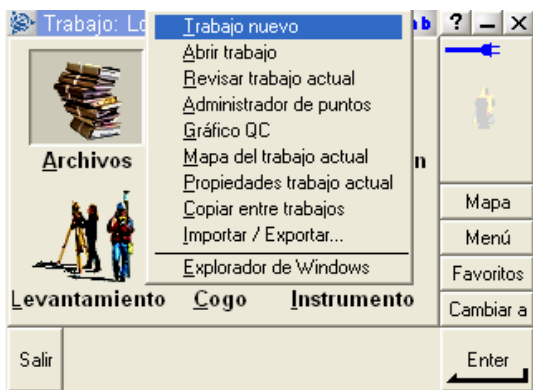 Trabajo: Lo
?
Trabajo nuevo
Abrir trabajo
Revisar trabajo actual
Administrador de puntos
Gráfico QC
Mapa del trabajo actual
Propiedades trabajo actual
Copiar entre trabajos
Importar / Exportar...
Explorador de Windows
Archivos
n
Levantamiento
Cogo
Instrumento
Mapa
Menú
Favoritos
Cambiar a
Salir
Enter